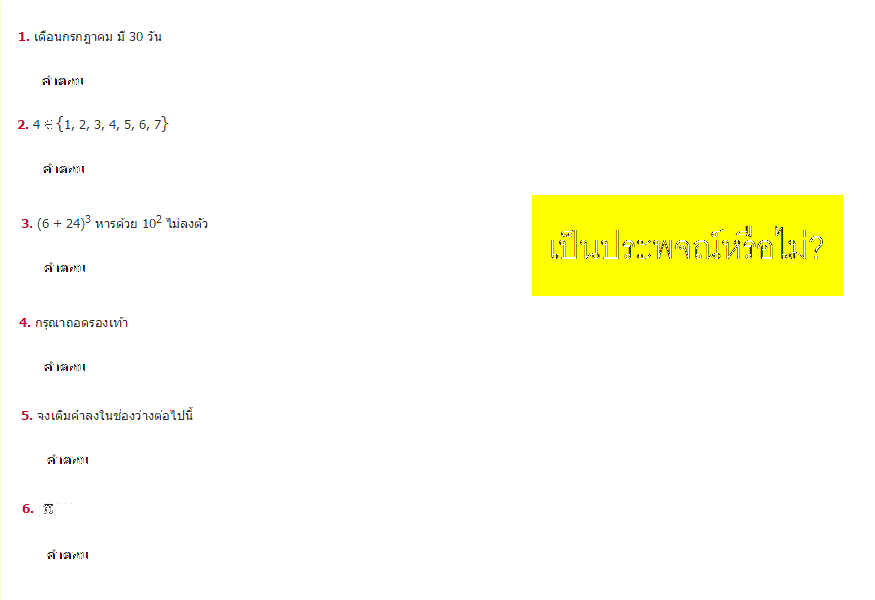 1. เดือนกรกฎาคม มี 30 วัน
คำตอบ
2. 4 ∈ {1, 2, 3, 4, 5, 6, 7}
คำตอบ
3. (6 + 24)³ หารด้วย 10² ไม่ลงตัว
คำตอบ
เป็นประพจณ์หรือไม่?
4. กรุณาถอดรองเท้า
คำตอบ
5. จงเติมคำลงในช่องว่างต่อไปนี้
คำตอบ
6. π
คำตอบ